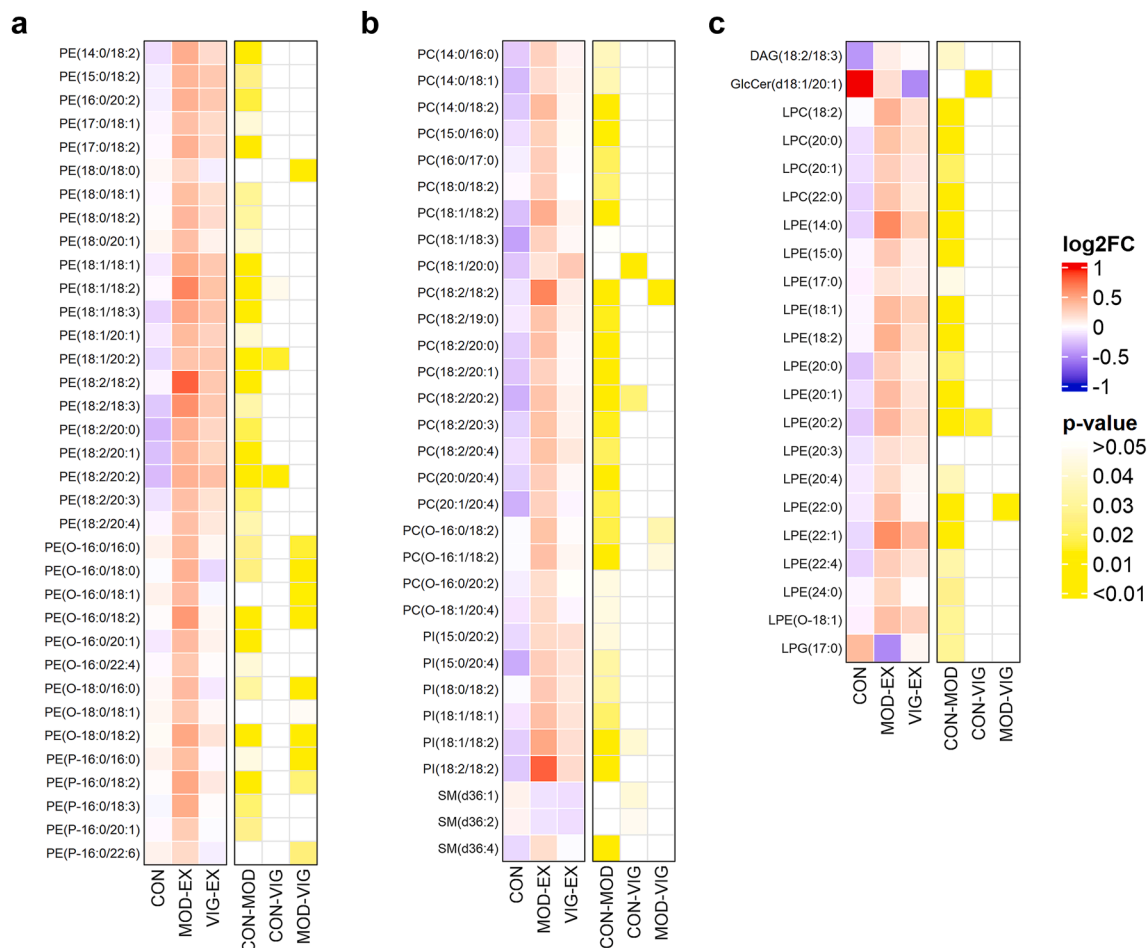 a
PE(14:0/18:2)
PE(15:0/18:2)
PE(16:0/20:2)
PE(17:0/18:1)
PE(17:0/18:2)
PE(18:0/18:0)
PE(18:0/18:1)
PE(18:0/18:2)
PE(18:0/20:1)
PE(18:1/18:1)
PE(18:1/18:2)
PE(18:1/18:3)
PE(18:1/20:1)
PE(18:1/20:2)
PE(18:2/18:2)
PE(18:2/18:3)
PE(18:2/20:0)
PE(18:2/20:1)
PE(18:2/20:2)
PE(18:2/20:3)
PE(18:2/20:4)
PE(O-16:0/16:0)
PE(O-16:0/18:0)
PE(O-16:0/18:1)
PE(O-16:0/18:2)
PE(O-16:0/20:1)
PE(O-16:0/22:4)
PE(O-18:0/16:0)
PE(O-18:0/18:1)
PE(O-18:0/18:2)
PE(P-16:0/16:0)
PE(P-16:0/18:2)
PE(P-16:0/18:3)
PE(P-16:0/20:1)
PE(P-16:0/22:6)
CON
MOD-EX
VIG-EX
CON-MOD
CON-VIG
MOD-VIG
b
PC(14:0/16:0)
PC(14:0/18:1)
PC(14:0/18:2)
PC(15:0/16:0)
PC(16:0/17:0)
PC(18:0/18:2)
PC(18:1/18:2)
PC(18:1/18:3)
PC(18:1/20:0)
PC(18:2/18:2)
PC(18:2/19:0)
PC(18:2/20:0)
PC(18:2/20:1)
PC(18:2/20:2)
PC(18:2/20:3)
PC(18:2/20:4)
PC(20:0/20:4)
PC(20:1/20:4)
PC(O-16:0/18:2)
PC(O-16:1/18:2)
PC(O-16:0/20:2)
PC(O-18:1/20:4)
PI(15:0/20:2)
PI(15:0/20:4)
PI(18:0/18:2)
PI(18:1/18:1)
PI(18:1/18:2)
PI(18:2/18:2)
SM(d36:1)
SM(d36:2)
SM(d36:4)
CON
MOD-EX
VIG-EX
CON-MOD
CON-VIG
MOD-VIG
c
DAG(18:2/18:3)
GlcCer(d18:1/20:1)
LPC(18:2)
LPC(20:0)
LPC(20:1)
LPC(22:0)
LPE(14:0)
LPE(15:0)
LPE(17:0)
LPE(18:1)
LPE(18:2)
LPE(20:0)
LPE(20:1)
LPE(20:2)
LPE(20:3)
LPE(20:4)
LPE(22:0)
LPE(22:1)
LPE(22:4)
LPE(24:0)
LPE(O-18:1)
LPG(17:0)
CON
MOD-EX
VIG-EX
CON-MOD
CON-VIG
MOD-VIG
log2FC
1
0.5
0
-0.5
-1
p-value
>0.05
0.04
0.03
0.02
0.01
<0.01